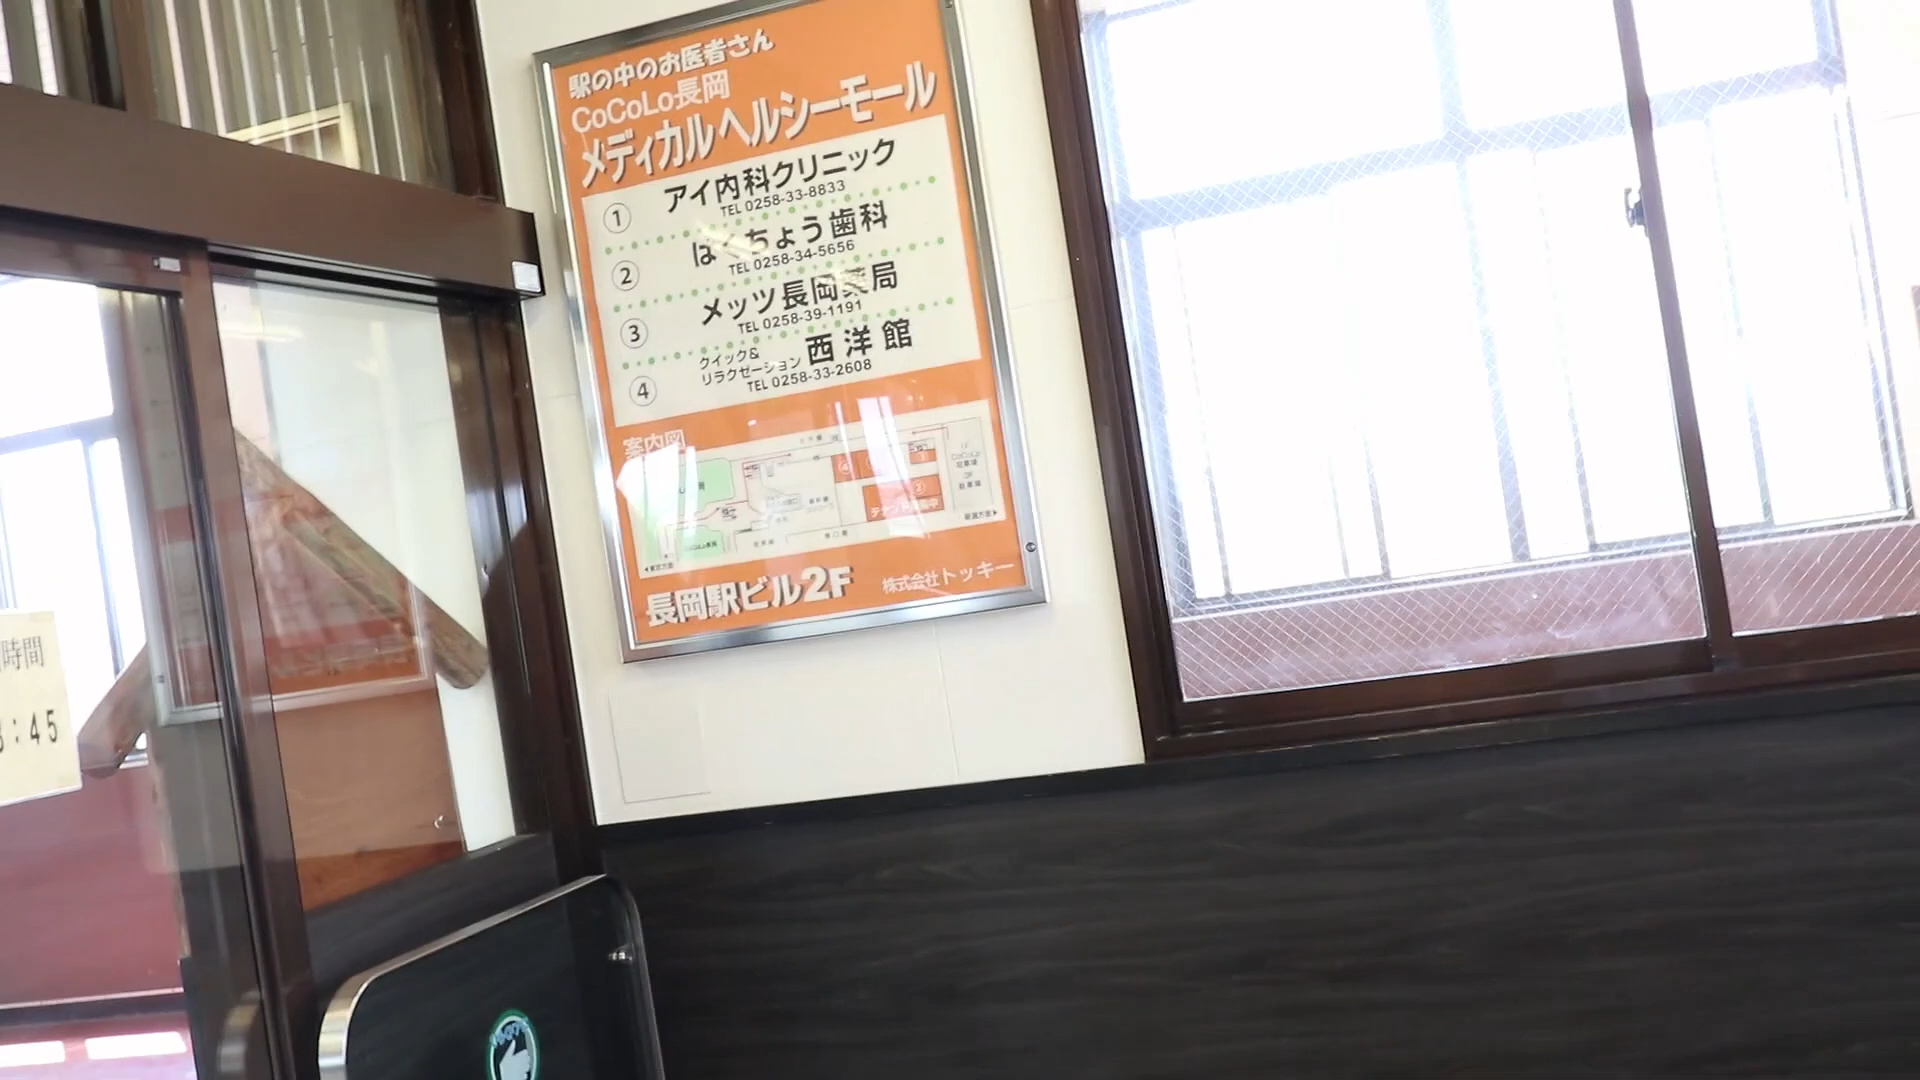 駅の中のお医者さん
CoCoLo長岡
メディカルヘルシーモール
① アイ内科クリニック
TEL 0258-33-8833
② はくちょう歯科
TEL 0258-34-5656
③ メッツ長岡薬局
TEL 0258-39-1191
④ クイック&
リラクゼーション 西洋館
TEL 0258-33-2608
案内図
長岡駅ビル2F 株式会社トッキー
時間
:45